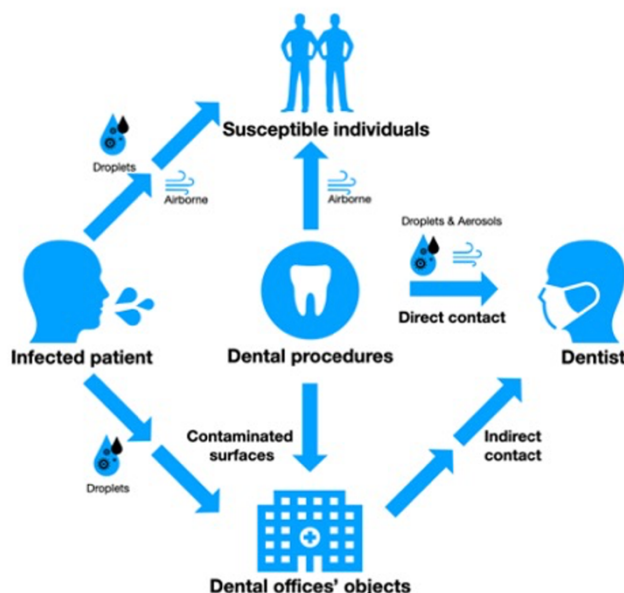 Susceptible individuals
Droplets
Airborne
Airborne
Droplets & Aerosols
Direct contact
Infected patient
Dental procedures
Dentist
Contaminated
surfaces
Indirect
contact
Droplets
Dental offices' objects